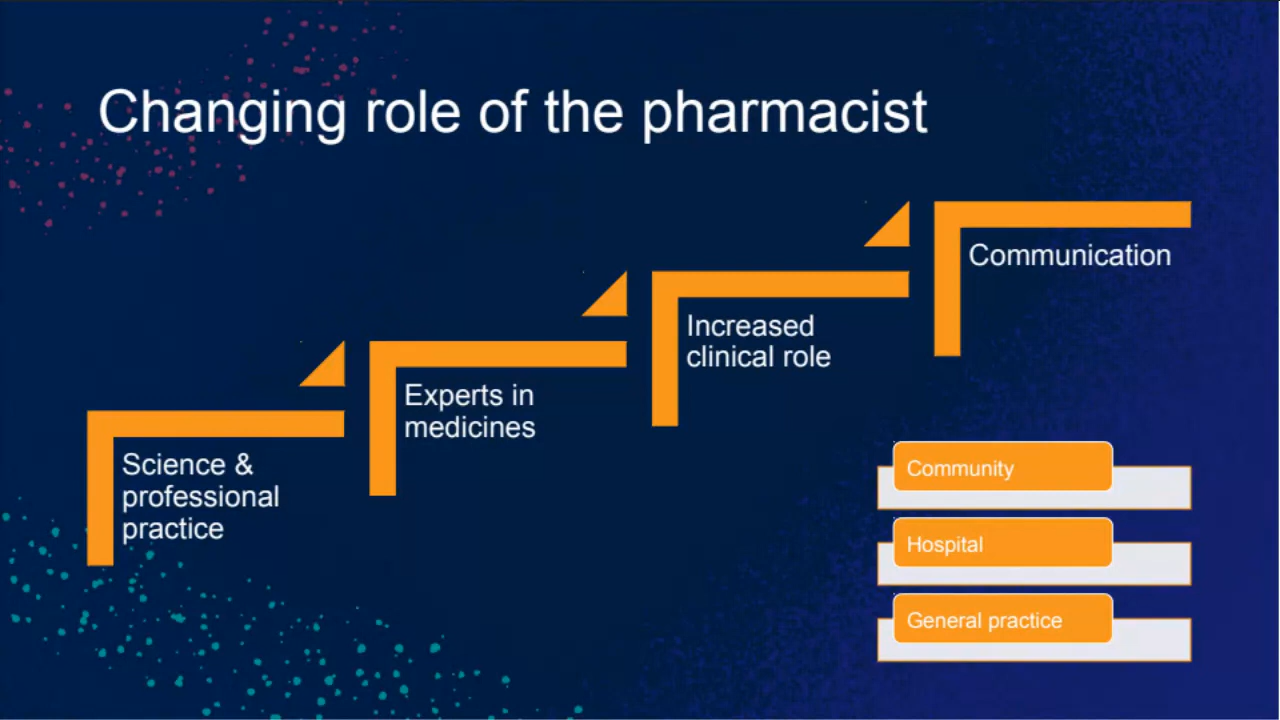 Changing role of the pharmacist
Science &
professional
practice
Experts in
medicines
Increased
clinical role
Communication
Community
Hospital
General practice